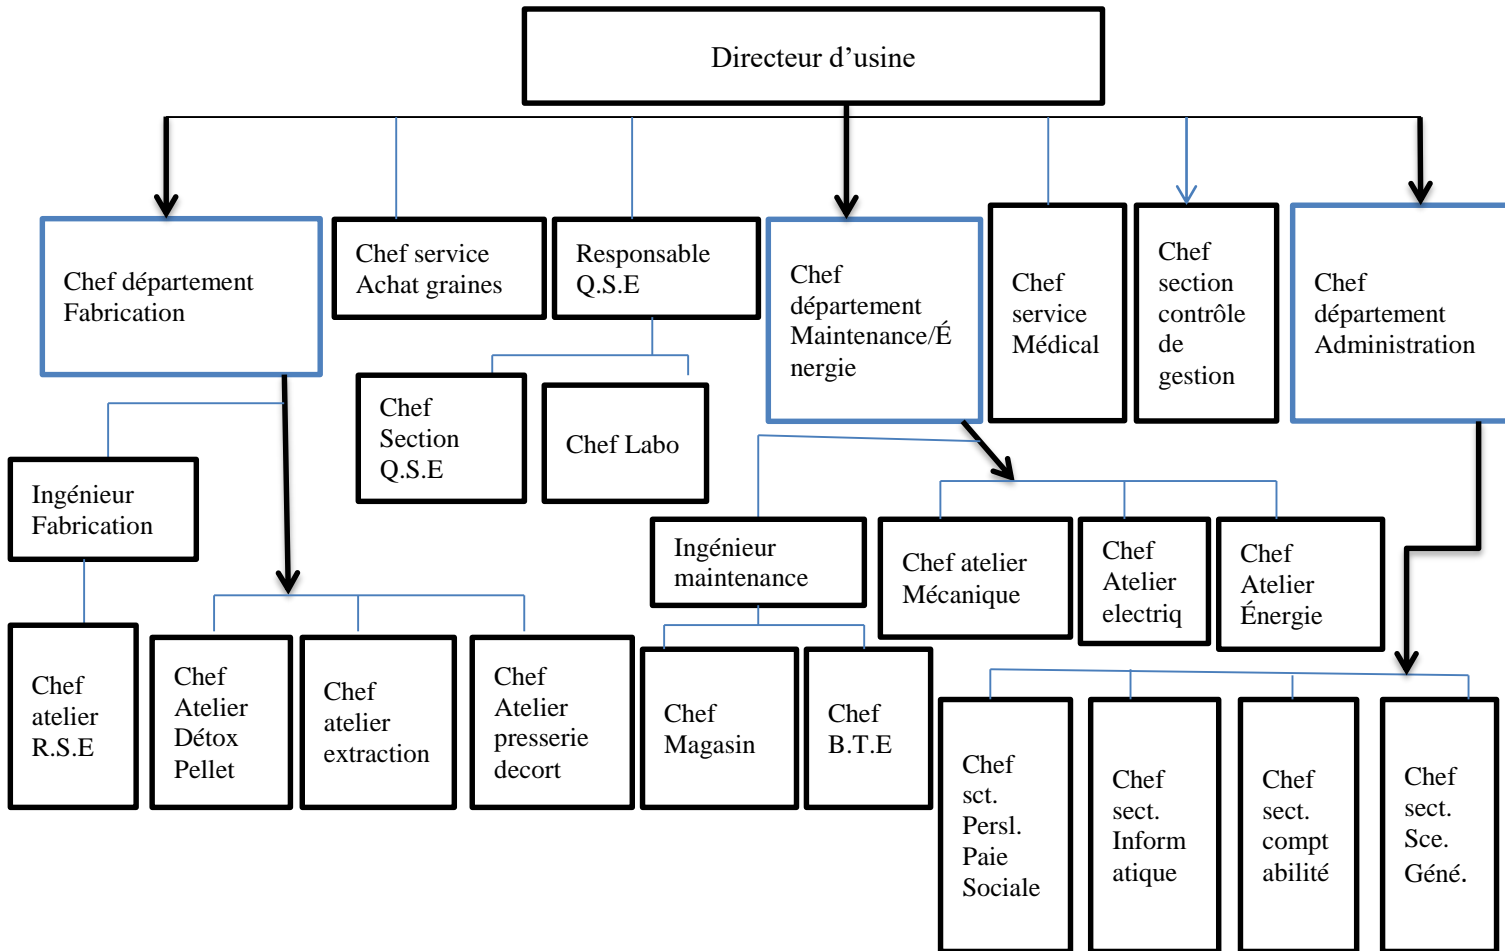 Directeur d’usine
Chef département
Fabrication
Chef service
Achat graines
Responsable
Q.S.E
Chef
département
Maintenance/É
nergie
Chef
service
Médical
Chef
section
contrôle
de
gestion
Chef
département
Administration
Chef
Section
Q.S.E
Chef Labo
Ingénieur
Fabrication
Ingénieur
maintenance
Chef atelier
Mécanique
Chef
Atelier
electriq
Chef
Atelier
Énergie
Chef
atelier
R.S.E
Chef
Atelier
Détox
Pellet
Chef
atelier
extraction
Chef
Atelier
presserie
decort
Chef
Magasin
Chef
B.T.E
Chef
sct.
Persl.
Paie
Sociale
Chef
sect.
Inform
atique
Chef
sect.
compt
abilité
Chef
sect.
Sce.
Géné.